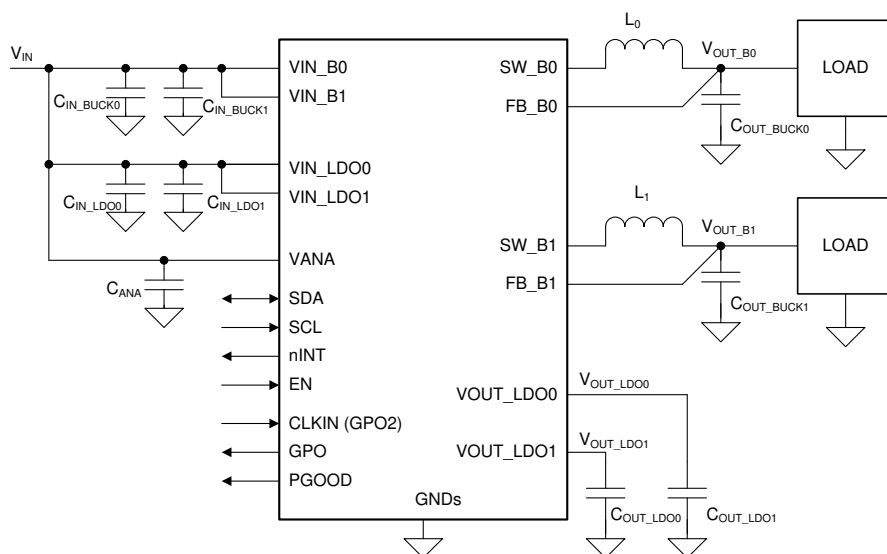 V_IN
C_IN_BUCK0
C_IN_BUCK1
C_IN_LDO0
C_IN_LDO1
C_ANA
VIN_B0
VIN_B1
VIN_LDO0
VIN_LDO1
VANA
SDA
SCL
nINT
EN
CLKIN (GPO2)
GPO
PGOOD
GNDs
SW_B0
FB_B0
SW_B1
FB_B1
VOUT_LDO0
VOUT_LDO1
L_0
V_OUT_B0
LOAD
C_OUT_BUCK0
L_1
V_OUT_B1
LOAD
C_OUT_BUCK1
V_OUT_LDO0
V_OUT_LDO1
C_OUT_LDO0
C_OUT_LDO1